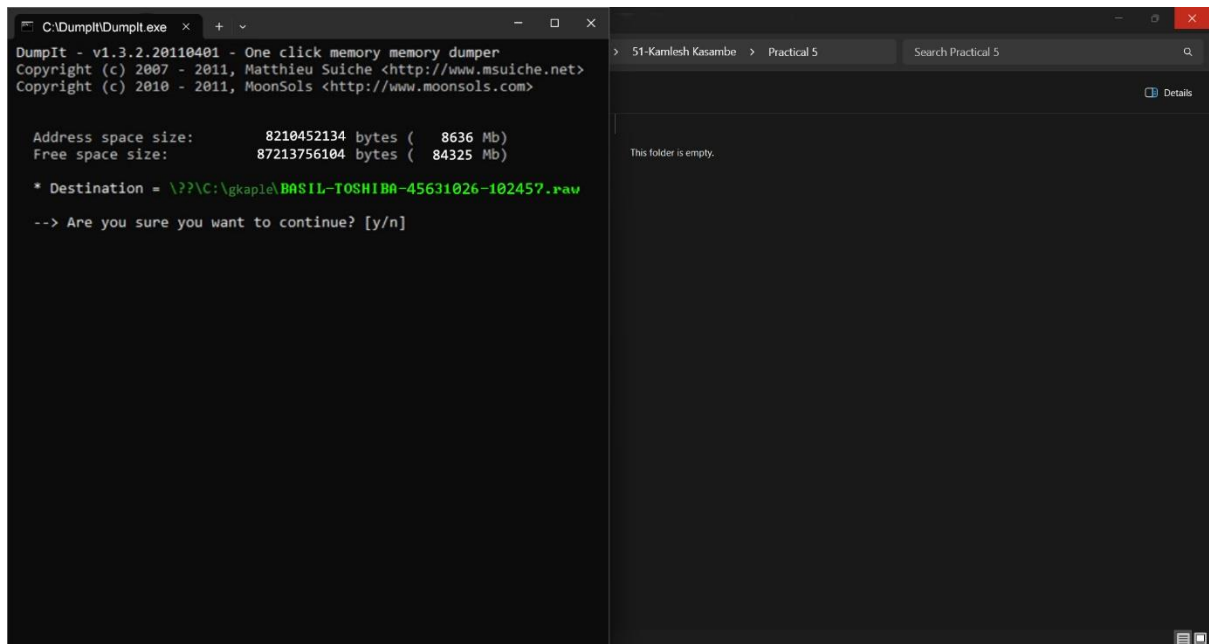 C:\DumpIt\DumpIt.exe
DumpIt - v1.3.2.20110401 - One click memory memory dumper
Copyright (c) 2007 - 2011, Matthieu Suiche <http://www.msuiche.net>
Copyright (c) 2010 - 2011, MoonSols <http://www.moonsols.com>
Address space size: 8210452134 bytes ( 8636 Mb)
Free space size: 87213756104 bytes ( 84325 Mb)
* Destination = \??\C:\gkaple\BASIL-TOSHIBA-45631026-102457.raw
--> Are you sure you want to continue? [y/n]
> 51-Kamlesh Kasambe > Practical 5
Search Practical 5
Details
This folder is empty.